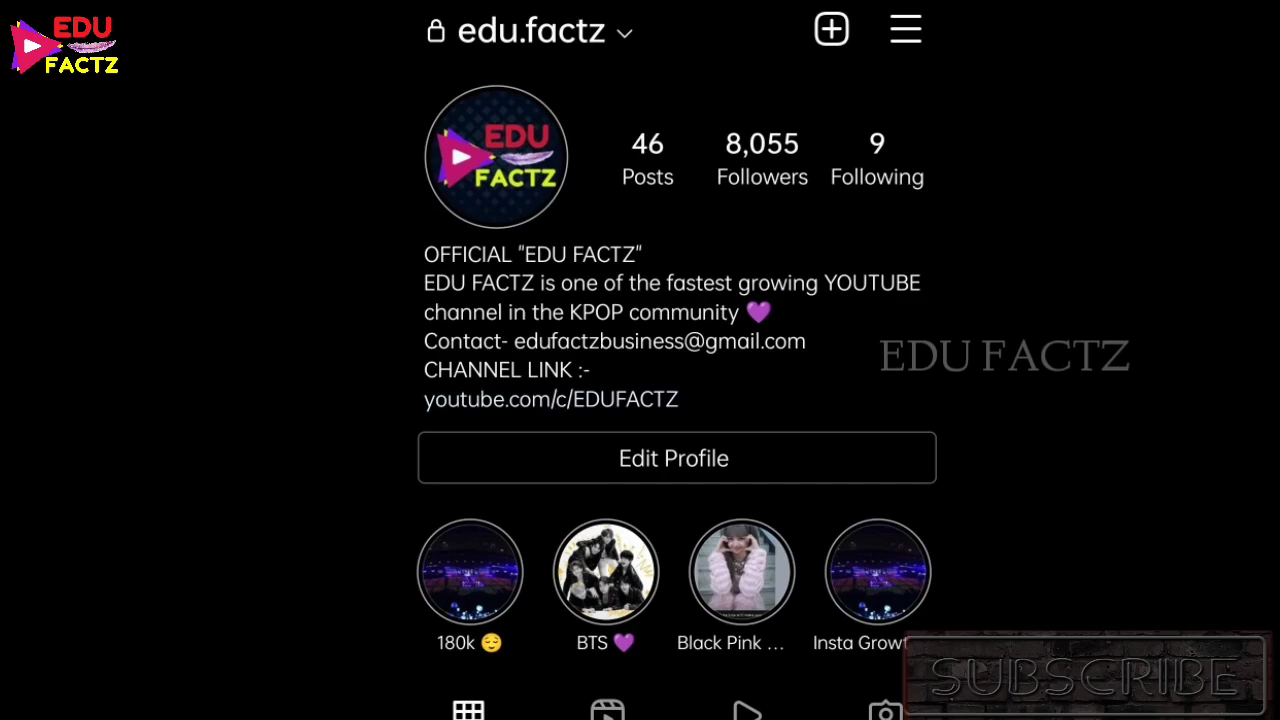 EDU
FACTZ
edu.factz
EDU
FACTZ
46
Posts
8,055
Followers
9
Following
OFFICIAL "EDU FACTZ"
EDU FACTZ is one of the fastest growing YOUTUBE
channel in the KPOP community 💜
Contact- edufactzbusiness@gmail.com
CHANNEL LINK :-
youtube.com/c/EDUFACTZ
EDU FACTZ
Edit Profile
180k 😌
BTS 💜
Black Pink ...
Insta Growt
SUBSCRIBE